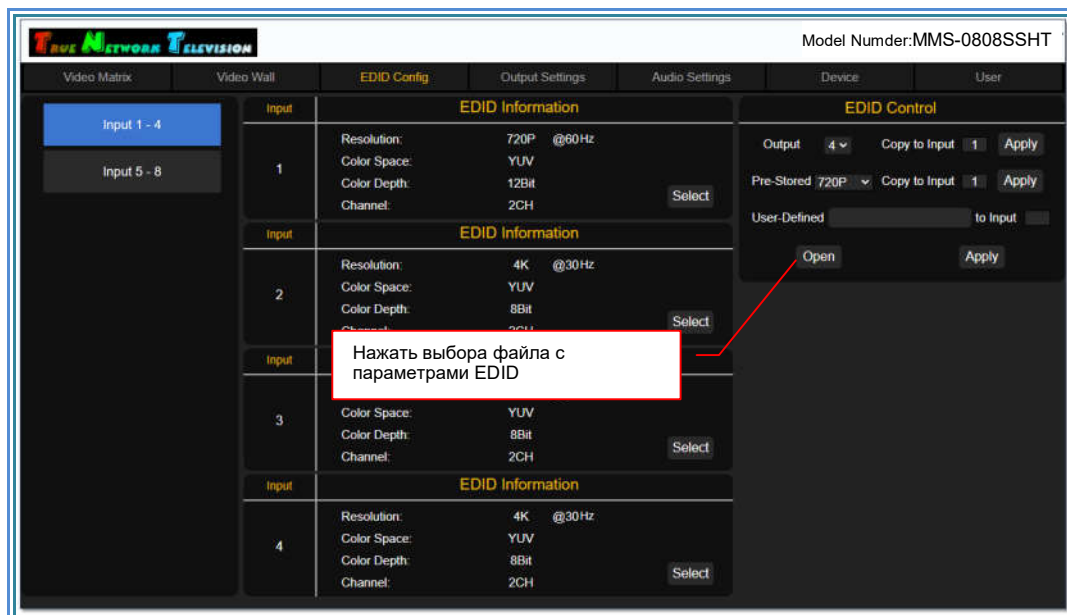 True Network Television
Model Numder:MMS-0808SSHT
Video Matrix Video Wall EDID Config Output Settings Audio Settings Device User
Input 1 - 4
Input 5 - 8
Input EDID Information
1
Resolution: 720P @60Hz
Color Space: YUV
Color Depth: 12Bit
Channel: 2CH
Select
Input EDID Information
2
Resolution: 4K @30Hz
Color Space: YUV
Color Depth: 8Bit
Select
Нажать выбора файла с
параметрами EDID
Input
3
Color Space: YUV
Color Depth: 8Bit
Channel: 2CH
Select
Input EDID Information
4
Resolution: 4K @30Hz
Color Space: YUV
Color Depth: 8Bit
Channel: 2CH
Select
EDID Control
Output 4 Copy to Input 1 Apply
Pre-Stored 720P Copy to Input 1 Apply
User-Defined to Input
Open Apply